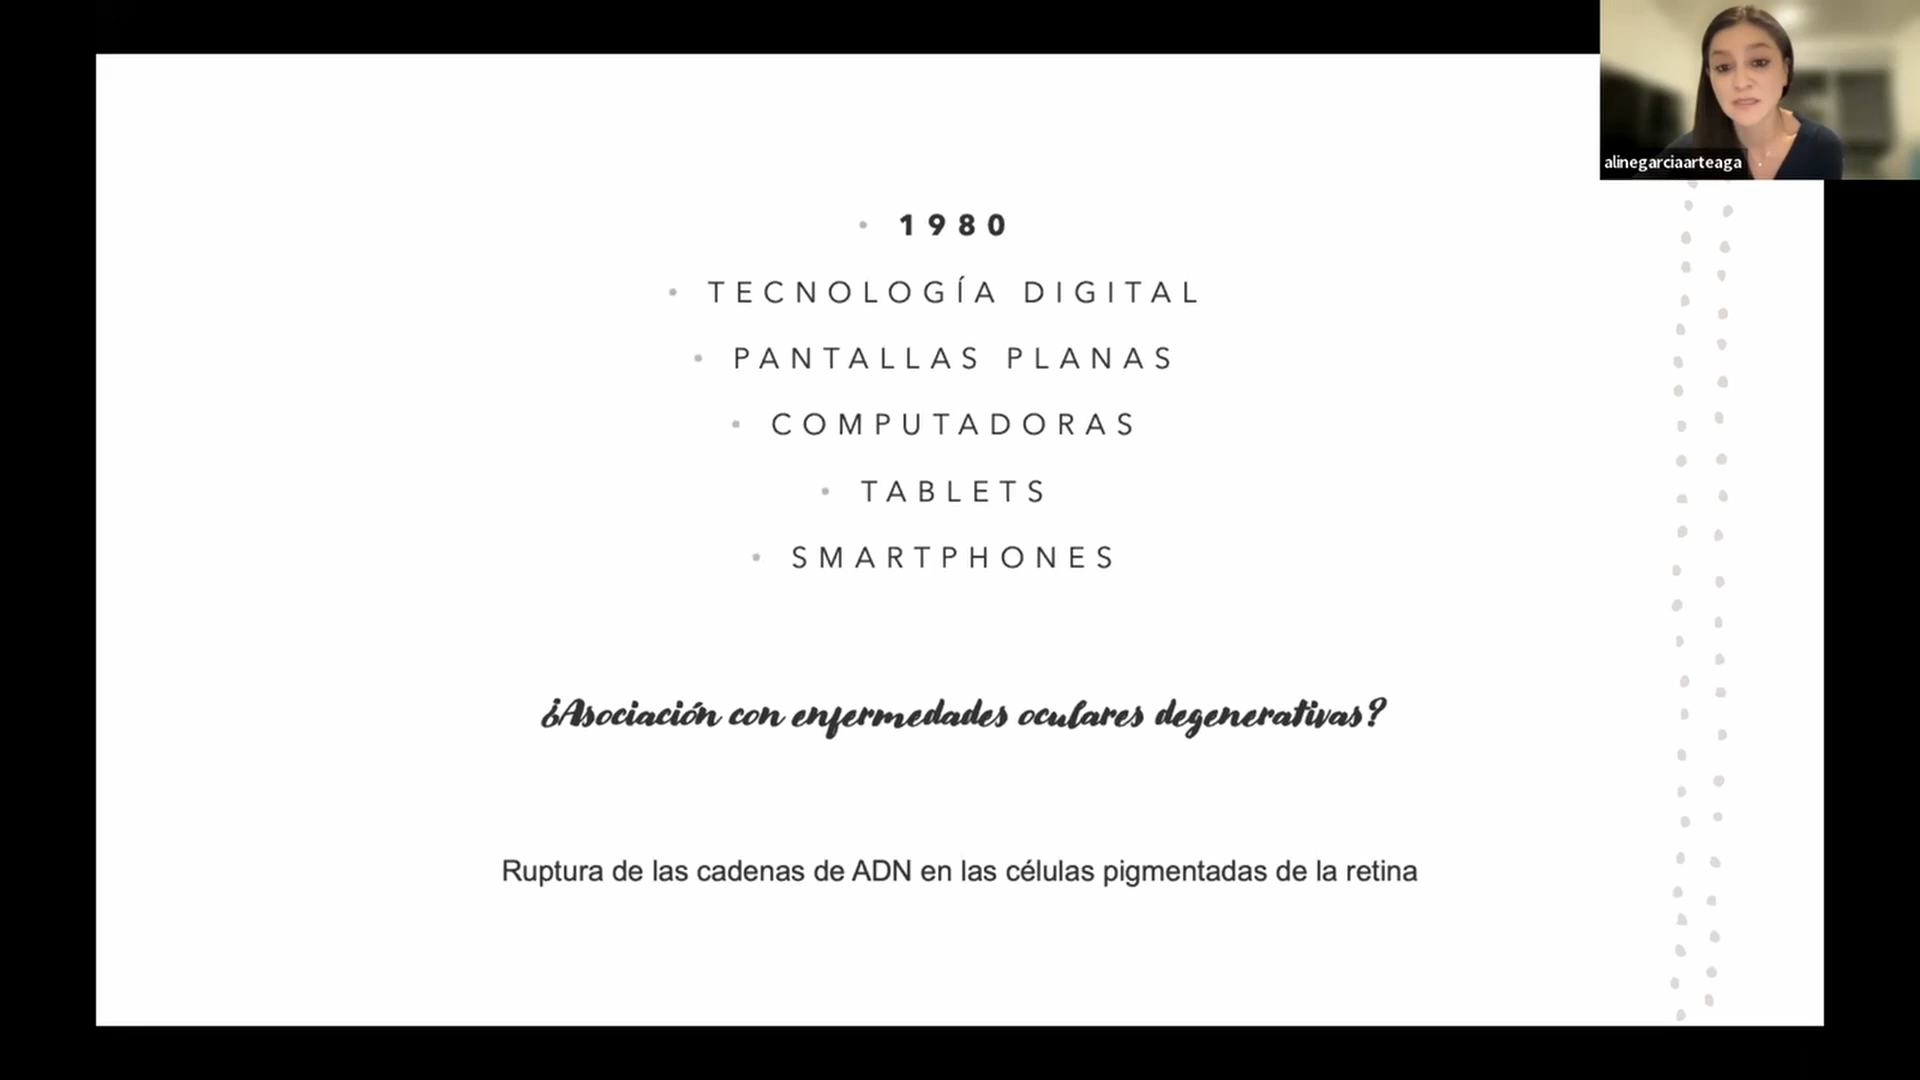 alinegarciaarteaga
• 1980
• TECNOLOGÍA DIGITAL
• PANTALLAS PLANAS
• COMPUTADORAS
• TABLETS
• SMARTPHONES
¿Asociación con enfermedades oculares degenerativas?
Ruptura de las cadenas de ADN en las células pigmentadas de la retina